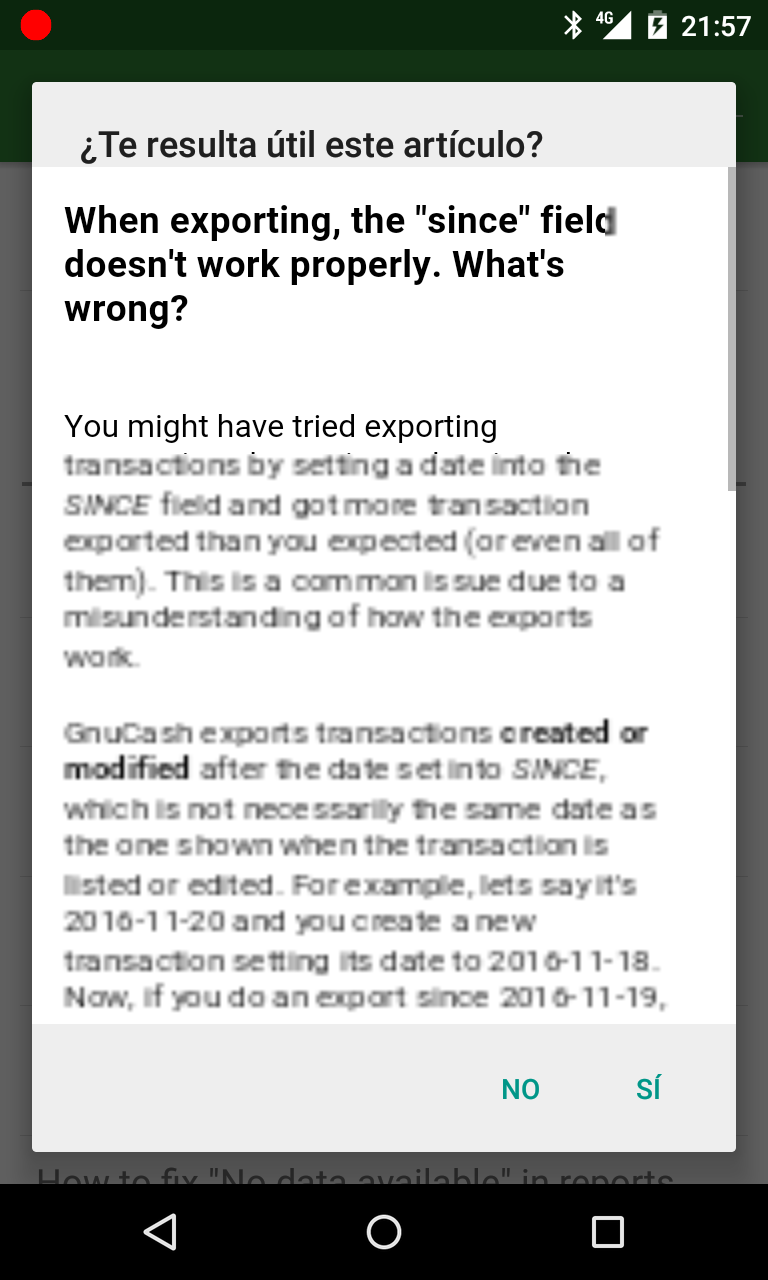 4G 21:57
¿Te resulta útil este artículo?
When exporting, the "since" field
doesn't work properly. What's
wrong?
You might have tried exporting
transactions by setting a date into the
SINCE field and got more transaction
exported than you expected (or even all of
them). This is a common issue due to a
misunderstanding of how the exports
work.
GnuCash exports transactions created or
modified after the date set into SINCE,
which is not necessarily the same date as
the one shown when the transaction is
listed or edited. For example, lets say it's
2016-11-20 and you create a new
transaction setting its date to 2016-11-18.
Now, if you do an export since 2016-11-19,
NO SÍ
How to fix "No data available" in reports